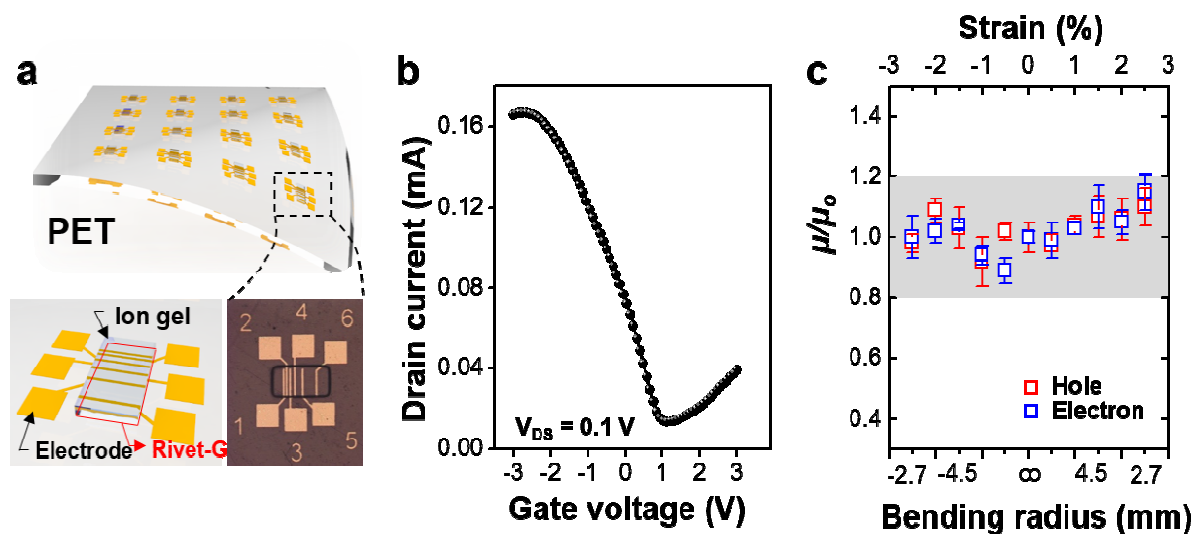 a
PET
Ion gel
Electrode
Rivet-G
2
4
6
1
3
5
b
Drain current (mA)
0.16
0.12
0.08
0.04
0.00
V_DS = 0.1 V
-3 -2 -1 0 1 2 3
Gate voltage (V)
c
Strain (%)
-3 -2 -1 0 1 2 3
μ/μo
1.4
1.2
1.0
0.8
0.6
0.4
Hole
Electron
-2.7 -4.5 ∞ 4.5 2.7
Bending radius (mm)